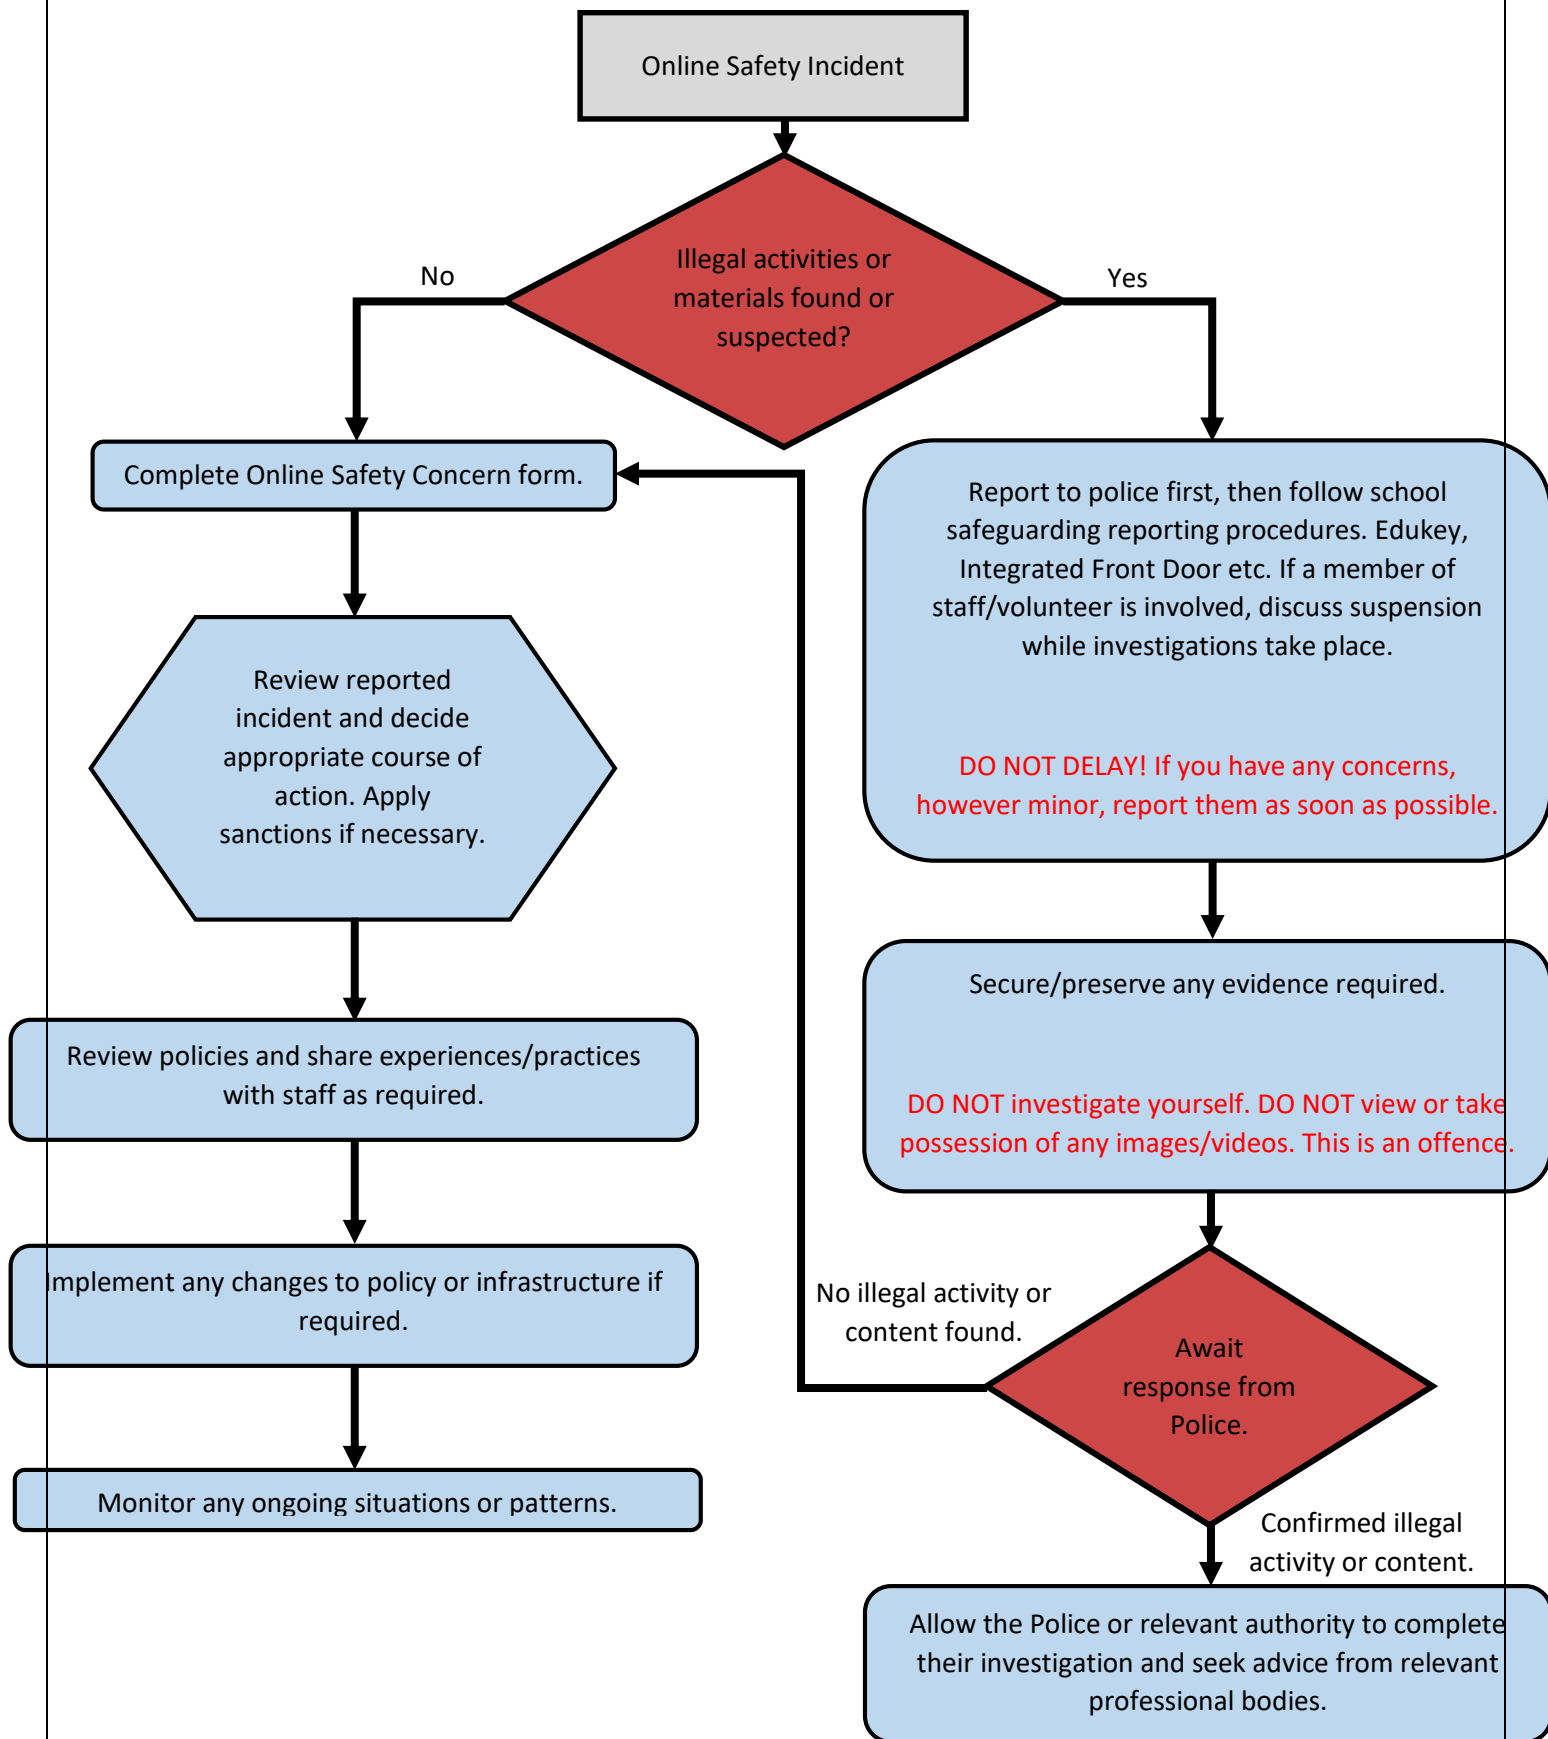 Online Safety Incident
Illegal activities or
materials found or
suspected?
No
Yes
Complete Online Safety Concern form.
Review reported
incident and decide
appropriate course of
action. Apply
sanctions if necessary.
Review policies and share experiences/practices
with staff as required.
Implement any changes to policy or infrastructure if
required.
Monitor any ongoing situations or patterns.
Report to police first, then follow school
safeguarding reporting procedures. Edukey,
Integrated Front Door etc. If a member of
staff/volunteer is involved, discuss suspension
while investigations take place.
DO NOT DELAY! If you have any concerns,
however minor, report them as soon as possible.
Secure/preserve any evidence required.
DO NOT investigate yourself. DO NOT view or take
possession of any images/videos. This is an offence.
No illegal activity or
content found.
Await
response from
Police.
Confirmed illegal
activity or content.
Allow the Police or relevant authority to complete
their investigation and seek advice from relevant
professional bodies.